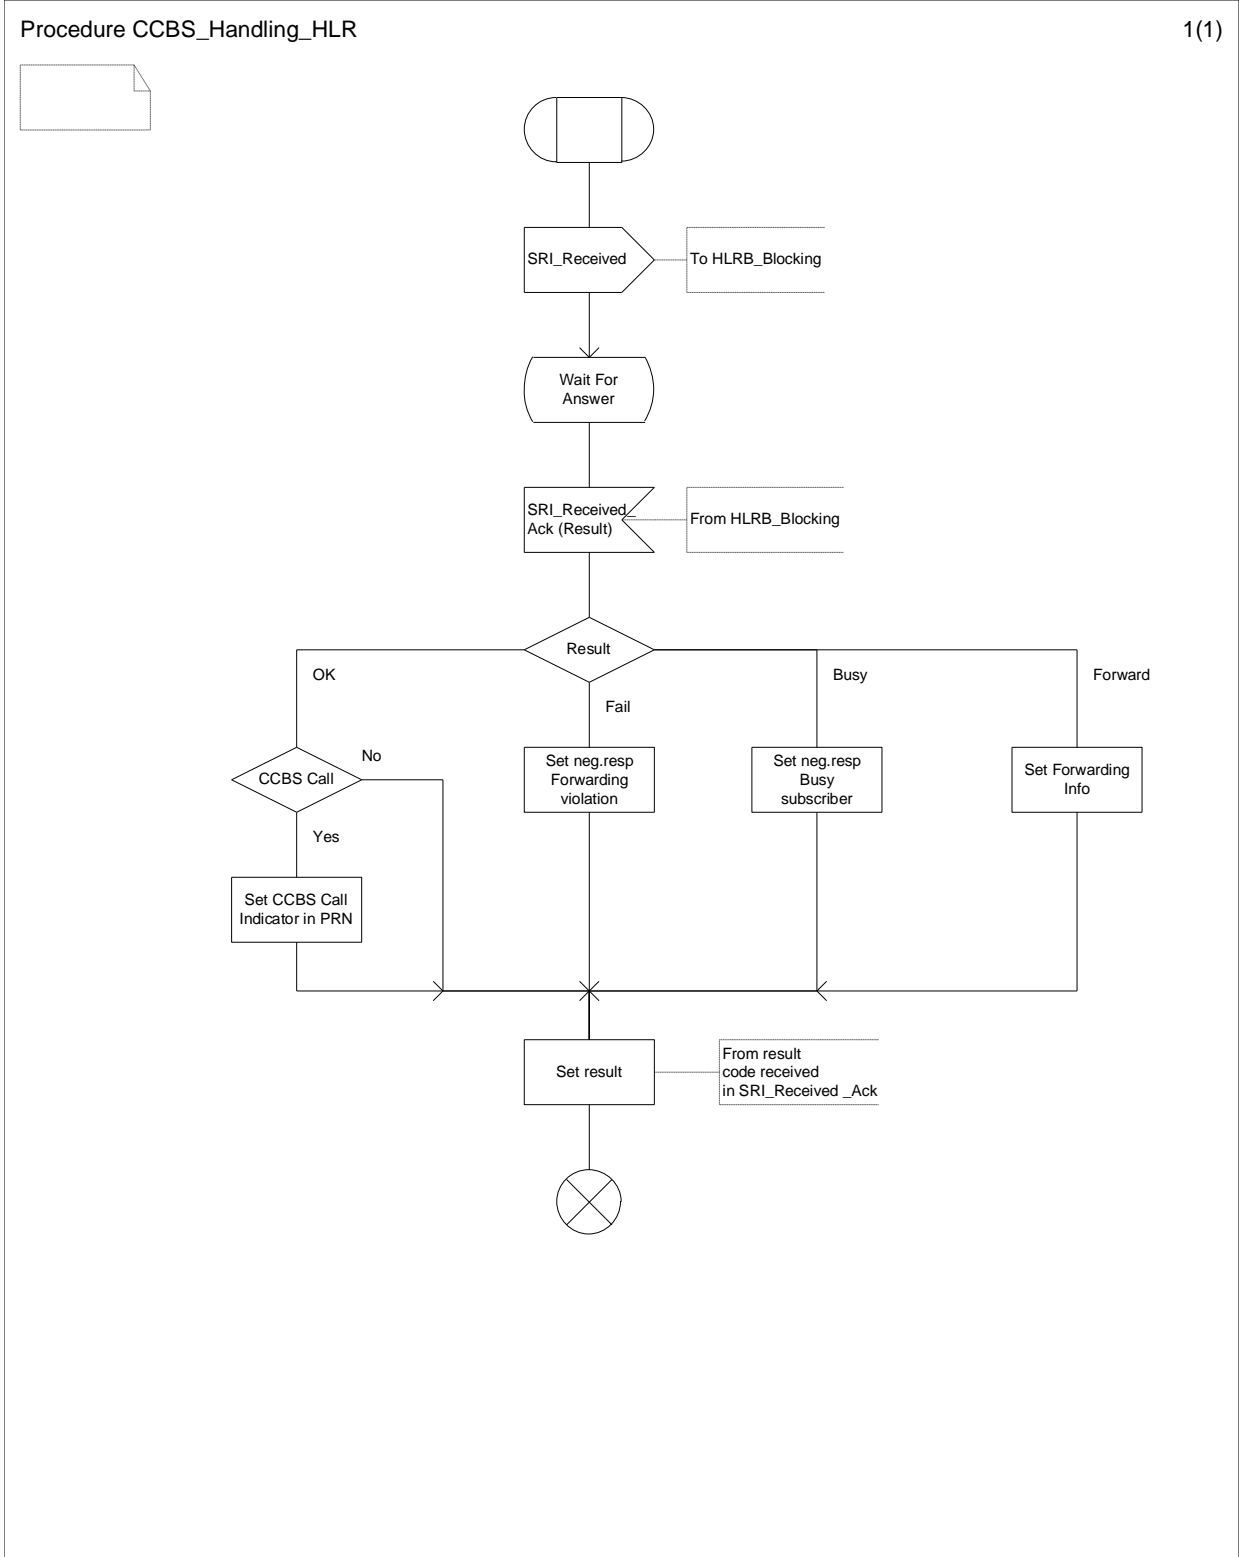 Procedure CCBS_Handling_HLR
1(1)
SRI_Received
To HLRB_Blocking
Wait For
Answer
SRI_Received_
Ack (Result)
From HLRB_Blocking
Result
OK
Busy
Forward
Fail
No
CCBS Call
Set neg.resp
Forwarding
violation
Set neg.resp
Busy
subscriber
Set Forwarding
Info
Yes
Set CCBS Call
Indicator in PRN
Set result
From result
code received
in SRI_Received _Ack